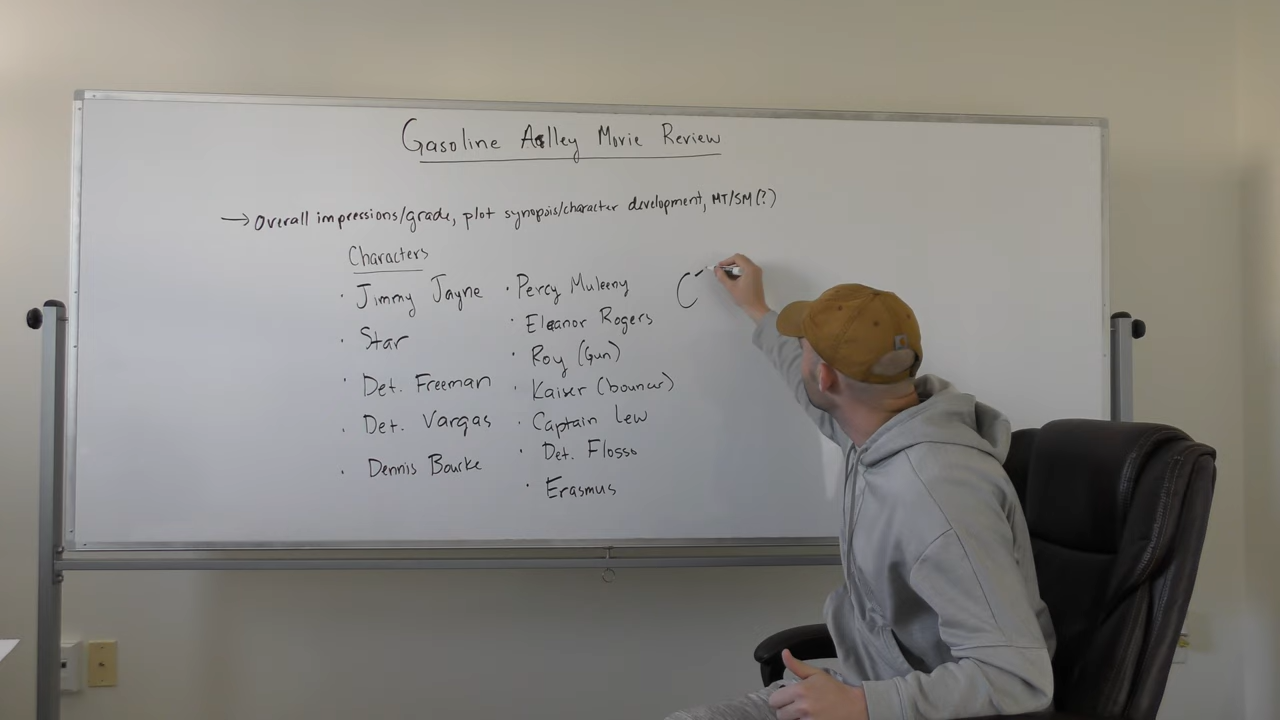 Gasoline Alley Movie Review
→ Overall impressions/grade, plot synopsis/character development, MT/SM(?)
Characters
· Jimmy Jayne
· Star
· Det. Freeman
· Det. Vargas
· Dennis Bourke
· Percy Muleeny
· Eleanor Rogers
· Roy (Gun)
· Kaiser (bouncer)
· Captain Lew
· Det. Flosso
· Erasmus
C